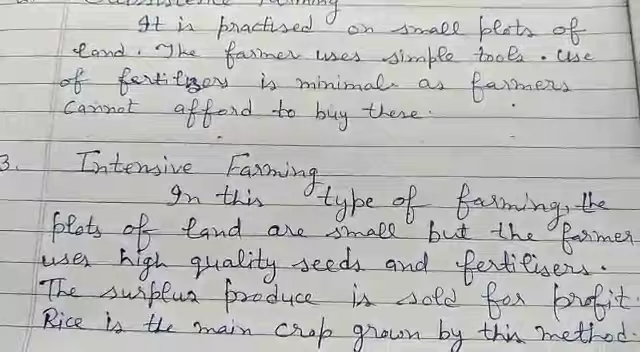 Subsistence Farming
It is practised on small plots of
land. The farmer uses simple tools. Use
of fertilizers is minimal as farmers
cannot afford to buy these.
3. Intensive Farming
In this type of farming, the
plots of land are small but the farmer
uses high quality seeds and fertilisers.
The surplus produce is sold for profit.
Rice is the main crop grown by this method.